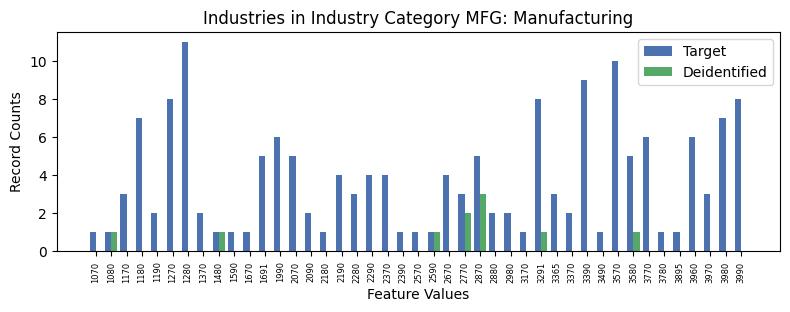 Industries in Industry Category MFG: Manufacturing
Target
Deidentified
Record Counts
10
8
6
4
2
0
1070 1080 1170 1180 1190 1270 1280 1370 1480 1590 1670 1691 1990 2070 2090 2180 2190 2280 2290 2370 2390 2570 2590 2670 2770 2870 2880 2980 3170 3291 3365 3370 3390 3490 3570 3580 3770 3780 3895 3960 3970 3980 3990
Feature Values